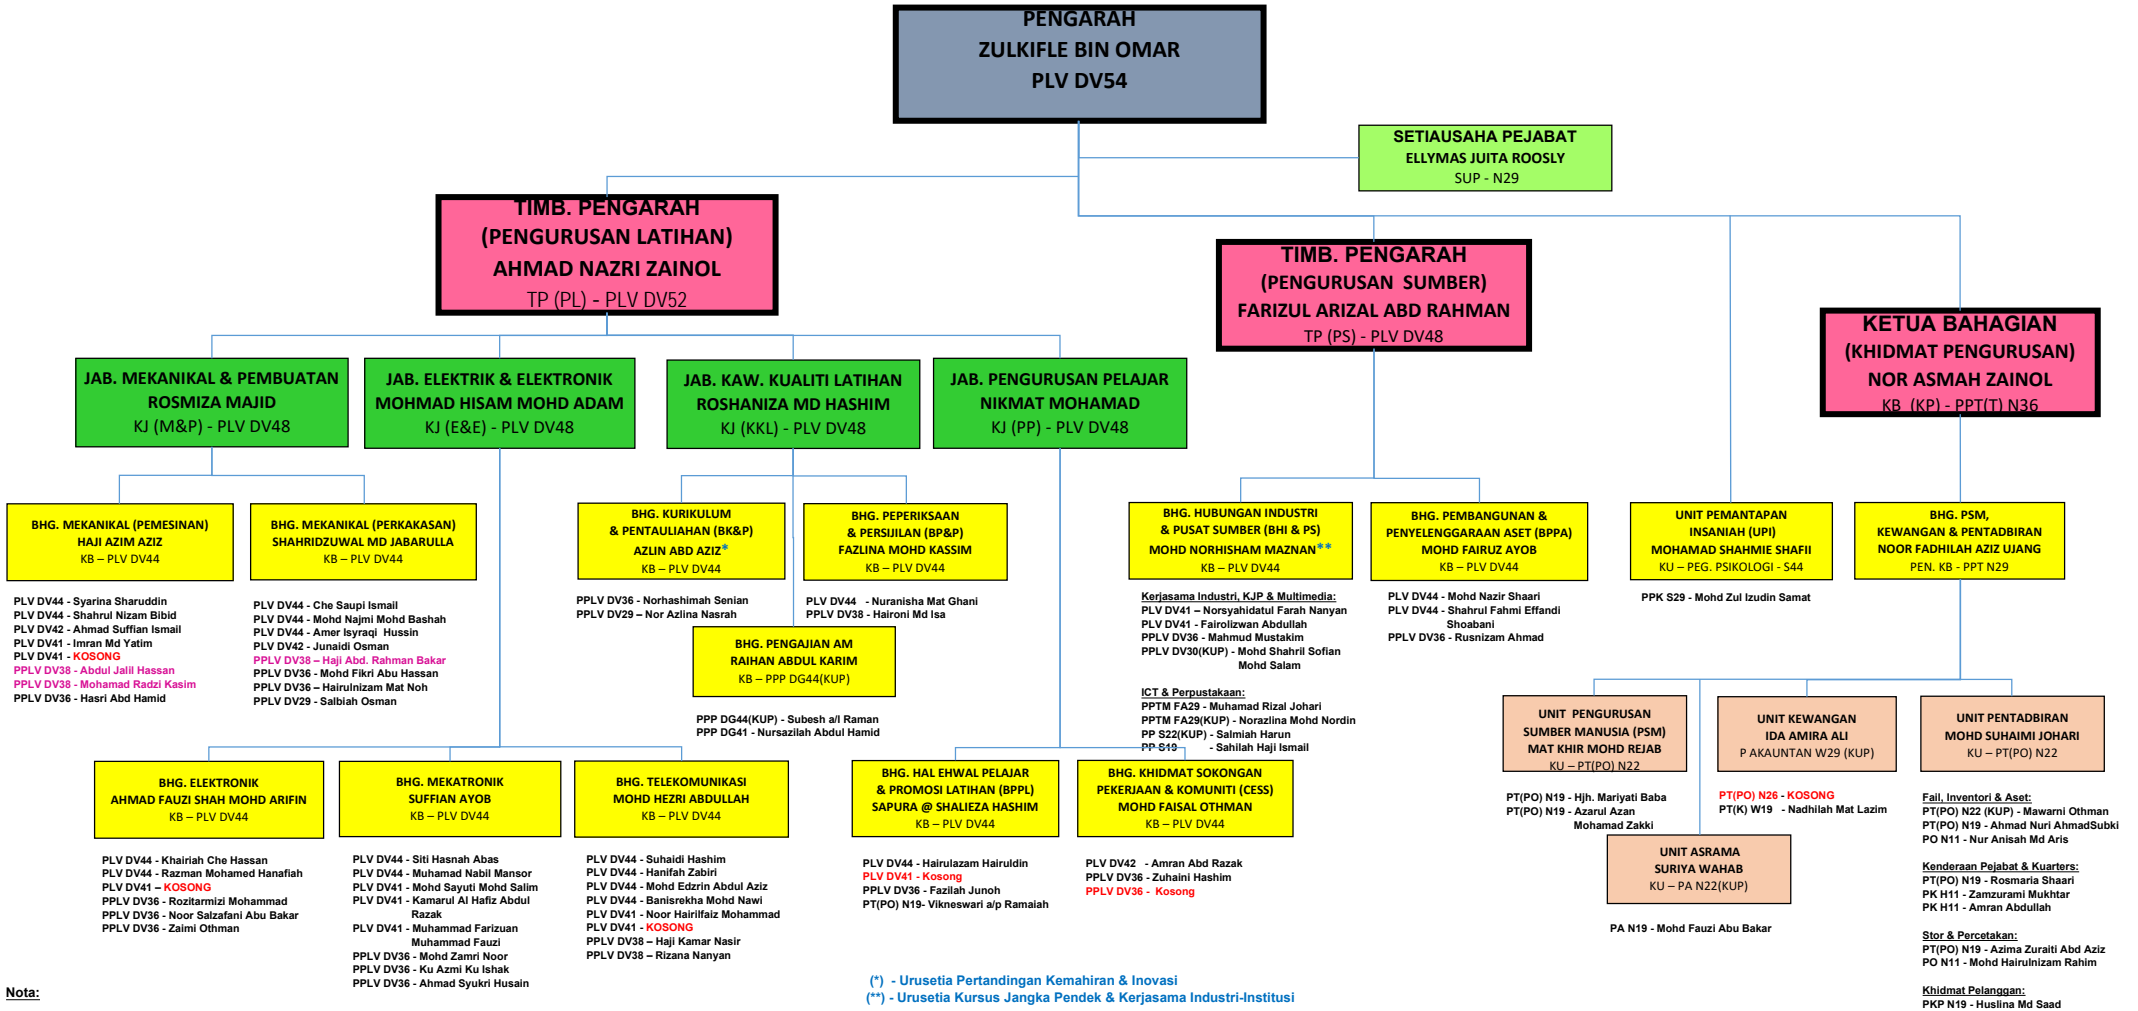 PENGARAH
ZULKIFLE BIN OMAR
PLV DV54
SETIAUSAHA PEJABAT
ELLYMAS JUITA ROOSLY
SUP - N29
TIMB. PENGARAH
(PENGURUSAN LATIHAN)
AHMAD NAZRI ZAINOL
TP (PL) - PLV DV52
TIMB. PENGARAH
(PENGURUSAN SUMBER)
FARIZUL ARIZAL ABD RAHMAN
TP (PS) - PLV DV48
KETUA BAHAGIAN
(KHIDMAT PENGURUSAN)
NOR ASMAH ZAINOL
KB (KP) - PPT(T) N36
JAB. MEKANIKAL & PEMBUATAN
ROSMIZA MAJID
KJ (M&P) - PLV DV48
JAB. ELEKTRIK & ELEKTRONIK
MOHMAD HISAM MOHD ADAM
KJ (E&E) - PLV DV48
JAB. KAW. KUALITI LATIHAN
ROSHANIZA MD HASHIM
KJ (KKL) - PLV DV48
JAB. PENGURUSAN PELAJAR
NIKMAT MOHAMAD
KJ (PP) - PLV DV48
BHG. MEKANIKAL (PEMESINAN)
HAJI AZIM AZIZ
KB – PLV DV44
PLV DV44 - Syarina Sharuddin
PLV DV44 - Shahrul Nizam Bibid
PLV DV42 - Ahmad Suffian Ismail
PLV DV41 - Imran Md Yatim
PLV DV41 - KOSONG
PPLV DV38 - Abdul Jalil Hassan
PPLV DV38 - Mohamad Radzi Kasim
PPLV DV36 - Hasri Abd Hamid
BHG. MEKANIKAL (PERKAKASAN)
SHAHRIDZUWAL MD JABARULLA
KB – PLV DV44
PLV DV44 - Che Saupi Ismail
PLV DV44 - Mohd Najmi Mohd Bashah
PLV DV44 - Amer Isyraqi Hussin
PLV DV42 - Junaidi Osman
PPLV DV38 – Haji Abd. Rahman Bakar
PPLV DV36 - Mohd Fikri Abu Hassan
PPLV DV36 – Hairulnizam Mat Noh
PPLV DV29 - Salbiah Osman
BHG. KURIKULUM
& PENTAULIAHAN (BK&P)
AZLIN ABD AZIZ*
KB – PLV DV44
PPLV DV36 - Norhashimah Senian
PPLV DV29 – Nor Azlina Nasrah
BHG. PEPERIKSAAN
& PERSIJILAN (BP&P)
FAZLINA MOHD KASSIM
KB – PLV DV44
PLV DV44 - Nuranisha Mat Ghani
PPLV DV38 - Haironi Md Isa
BHG. PENGAJIAN AM
RAIHAN ABDUL KARIM
KB – PPP DG44(KUP)
PPP DG44(KUP) - Subesh a/l Raman
PPP DG41 - Nursazilah Abdul Hamid
BHG. HUBUNGAN INDUSTRI
& PUSAT SUMBER (BHI & PS)
MOHD NORHISHAM MAZNAN**
KB – PLV DV44
Kerjasama Industri, KJP & Multimedia:
PLV DV41 – Norsyahidatul Farah Nanyan
PLV DV41 - Fairolizwan Abdullah
PPLV DV36 - Mahmud Mustakim
PPLV DV30(KUP) - Mohd Shahril Sofian
Mohd Salam
ICT & Perpustakaan:
PPTM FA29 - Muhamad Rizal Johari
PPTM FA29(KUP) - Norazlina Mohd Nordin
PP S22(KUP) - Salmiah Harun
PP S19 - Sahilah Haji Ismail
BHG. PEMBANGUNAN &
PENYELENGGARAAN ASET (BPPA)
MOHD FAIRUZ AYOB
KB – PLV DV44
PLV DV44 - Mohd Nazir Shaari
PLV DV44 - Shahrul Fahmi Effandi
Shoabani
PPLV DV36 - Rusnizam Ahmad
UNIT PEMANTAPAN
INSANIAH (UPI)
MOHAMAD SHAHMIE SHAFII
KU – PEG. PSIKOLOGI - S44
PPK S29 - Mohd Zul Izudin Samat
BHG. PSM,
KEWANGAN & PENTADBIRAN
NOOR FADHILAH AZIZ UJANG
PEN. KB - PPT N29
BHG. ELEKTRONIK
AHMAD FAUZI SHAH MOHD ARIFIN
KB – PLV DV44
PLV DV44 - Khairiah Che Hassan
PLV DV44 - Razman Mohamed Hanafiah
PLV DV41 – KOSONG
PPLV DV36 - Rozitarmizi Mohammad
PPLV DV36 - Noor Salzafani Abu Bakar
PPLV DV36 - Zaimi Othman
BHG. MEKATRONIK
SUFFIAN AYOB
KB – PLV DV44
PLV DV44 - Siti Hasnah Abas
PLV DV44 - Muhamad Nabil Mansor
PLV DV41 - Mohd Sayuti Mohd Salim
PLV DV41 - Kamarul Al Hafiz Abdul
Razak
PLV DV41 - Muhammad Farizuan
Muhammad Fauzi
PPLV DV36 - Mohd Zamri Noor
PPLV DV36 - Ku Azmi Ku Ishak
PPLV DV36 - Ahmad Syukri Husain
BHG. TELEKOMUNIKASI
MOHD HEZRI ABDULLAH
KB – PLV DV44
PLV DV44 - Suhaidi Hashim
PLV DV44 - Hanifah Zabiri
PLV DV44 - Mohd Edzrin Abdul Aziz
PLV DV44 - Banisrekha Mohd Nawi
PLV DV41 - Noor Hairilfaiz Mohammad
PLV DV41 - KOSONG
PPLV DV38 – Haji Kamar Nasir
PPLV DV38 – Rizana Nanyan
BHG. HAL EHWAL PELAJAR
& PROMOSI LATIHAN (BPPL)
SAPURA @ SHALIEZA HASHIM
KB – PLV DV44
PLV DV44 - Hairulazam Hairuldin
PLV DV41 - Kosong
PPLV DV36 - Fazilah Junoh
PT(PO) N19- Vikneswari a/p Ramaiah
BHG. KHIDMAT SOKONGAN
PEKERJAAN & KOMUNITI (CESS)
MOHD FAISAL OTHMAN
KB – PLV DV44
PLV DV42 - Amran Abd Razak
PPLV DV36 - Zuhaini Hashim
PPLV DV36 - Kosong
UNIT PENGURUSAN
SUMBER MANUSIA (PSM)
MAT KHIR MOHD REJAB
KU – PT(PO) N22
PT(PO) N19 - Hjh. Mariyati Baba
PT(PO) N19 - Azarul Azan
Mohamad Zakki
UNIT KEWANGAN
IDA AMIRA ALI
P AKAUNTAN W29 (KUP)
PT(PO) N26 - KOSONG
PT(K) W19 - Nadhilah Mat Lazim
UNIT PENTADBIRAN
MOHD SUHAIMI JOHARI
KU – PT(PO) N22
Fail, Inventori & Aset:
PT(PO) N22 (KUP) - Mawarni Othman
PT(PO) N19 - Ahmad Nuri AhmadSubki
PO N11 - Nur Anisah Md Aris
Kenderaan Pejabat & Kuarters:
PT(PO) N19 - Rosmaria Shaari
PK H11 - Zamzurami Mukhtar
PK H11 - Amran Abdullah
Stor & Percetakan:
PT(PO) N19 - Azima Zuraiti Abd Aziz
PO N11 - Mohd Hairulnizam Rahim
Khidmat Pelanggan:
PKP N19 - Huslina Md Saad
UNIT ASRAMA
SURIYA WAHAB
KU – PA N22(KUP)
PA N19 - Mohd Fauzi Abu Bakar
Nota:
(*) - Urusetia Pertandingan Kemahiran & Inovasi
(**) - Urusetia Kursus Jangka Pendek & Kerjasama Industri-Institusi